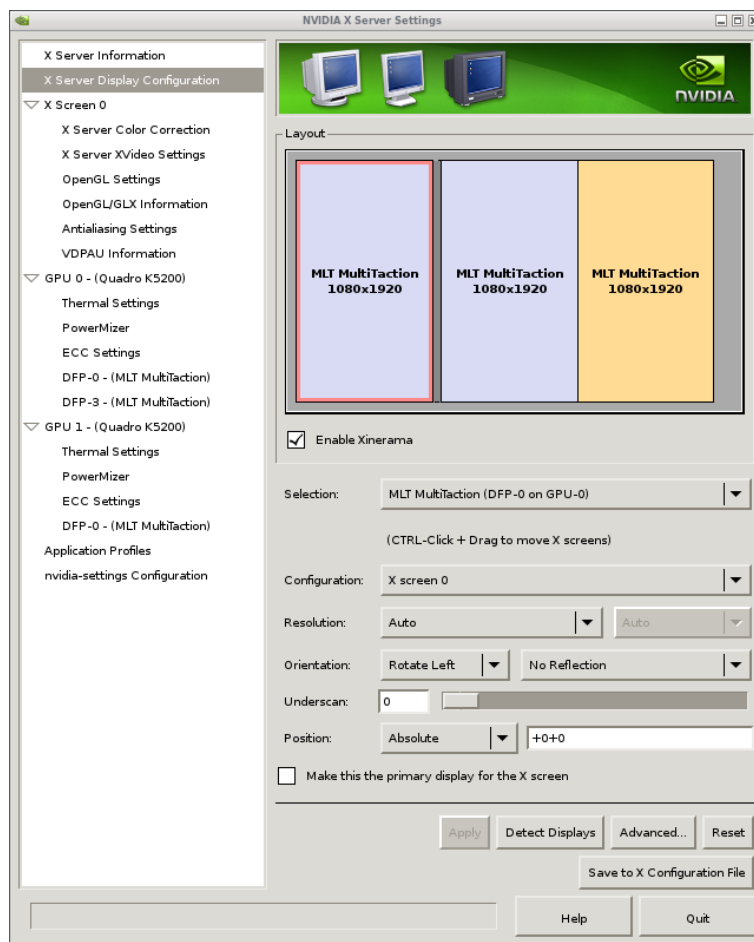 NVIDIA X Server Settings
X Server Information
X Server Display Configuration
X Screen 0
X Server Color Correction
X Server XVideo Settings
OpenGL Settings
OpenGL/GLX Information
Antialiasing Settings
VDPAU Information
GPU 0 - (Quadro K5200)
Thermal Settings
PowerMizer
ECC Settings
DFP-0 - (MLT MultiTaction)
DFP-3 - (MLT MultiTaction)
GPU 1 - (Quadro K5200)
Thermal Settings
PowerMizer
ECC Settings
DFP-0 - (MLT MultiTaction)
Application Profiles
nvidia-settings Configuration
NVIDIA
Layout
MLT MultiTaction
1080x1920
MLT MultiTaction
1080x1920
MLT MultiTaction
1080x1920
Enable Xinerama
Selection: MLT MultiTaction (DFP-0 on GPU-0)
(CTRL-Click + Drag to move X screens)
Configuration: X screen 0
Resolution: Auto Auto
Orientation: Rotate Left No Reflection
Underscan: 0
Position: Absolute +0+0
Make this the primary display for the X screen
Apply Detect Displays Advanced... Reset
Save to X Configuration File
Help Quit